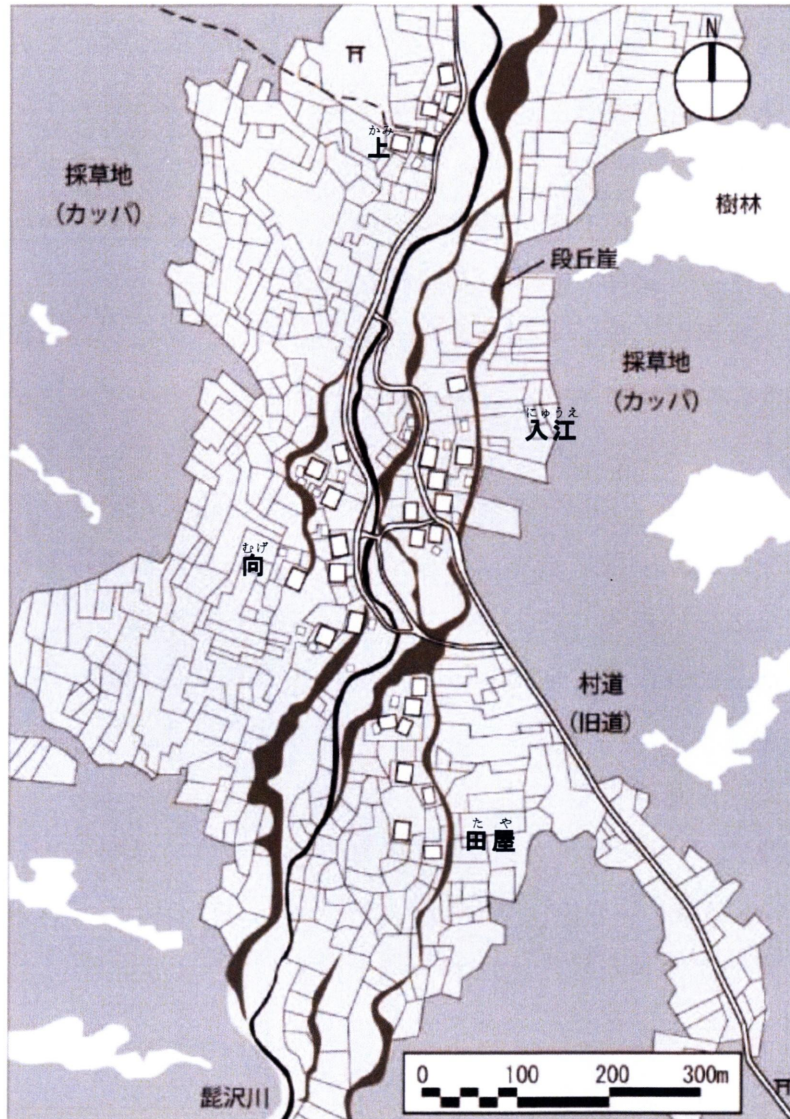 N
かみ
上
採草地
(カッパ)
樹林
段丘崖
採草地
(カッパ)
にゅうえ
入江
むげ
向
村道
(旧道)
たや
田屋
0 100 200 300m
髭沢川